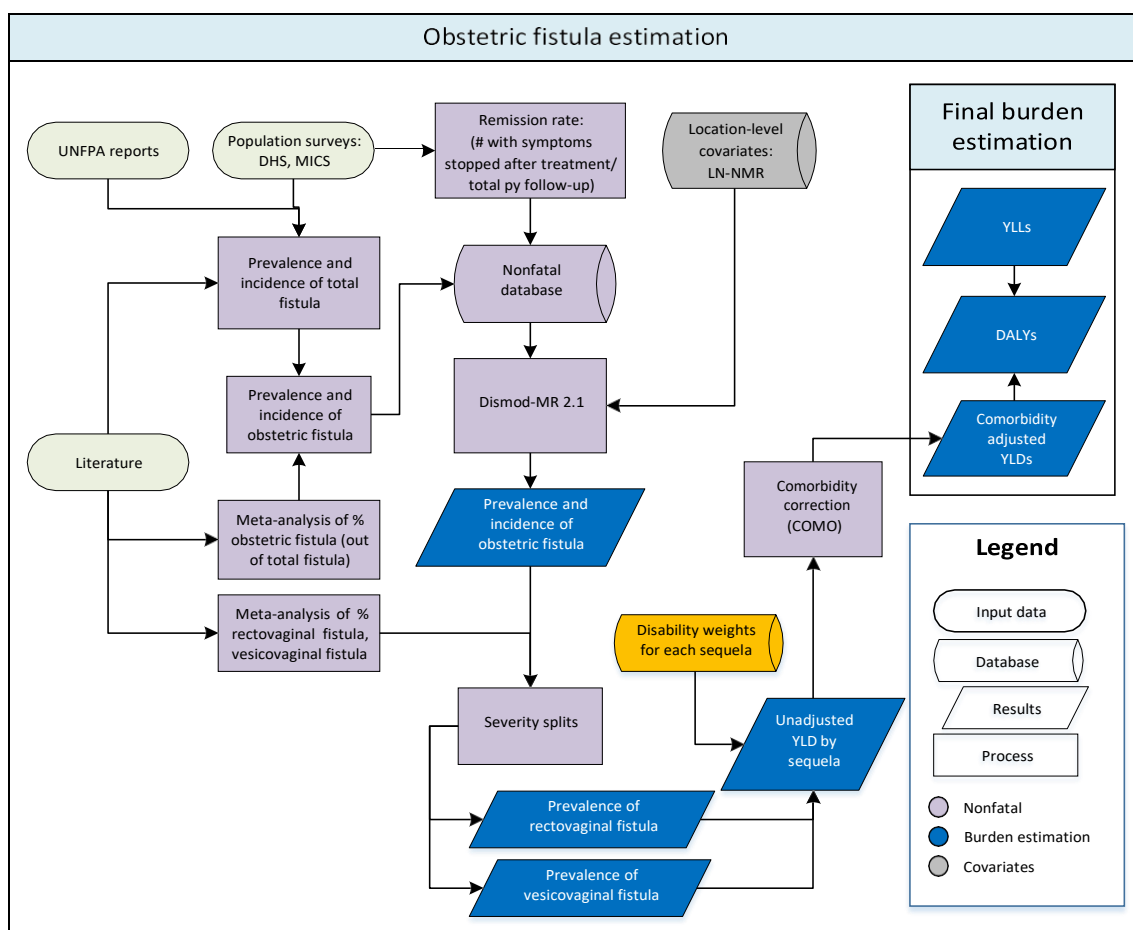 Obstetric fistula estimation
UNFPA reports
Population surveys:
DHS, MICS
Remission rate:
(# with symptoms
stopped after treatment/
total py follow-up)
Location-level
covariates:
LN-NMR
Final burden
estimation
YLLs
DALYs
Comorbidity
adjusted
YLDs
Prevalence and
incidence of total
fistula
Nonfatal
database
Prevalence and
incidence of
obstetric fistula
Dismod-MR 2.1
Literature
Meta-analysis of %
obstetric fistula (out
of total fistula)
Prevalence and
incidence of
obstetric fistula
Comorbidity
correction
(COMO)
Meta-analysis of %
rectovaginal fistula,
vesicovaginal fistula
Disability weights
for each sequela
Severity splits
Unadjusted
YLD by
sequela
Prevalence of
rectovaginal fistula
Prevalence of
vesicovaginal fistula
Legend
Input data
Database
Results
Process
Nonfatal
Burden estimation
Covariates